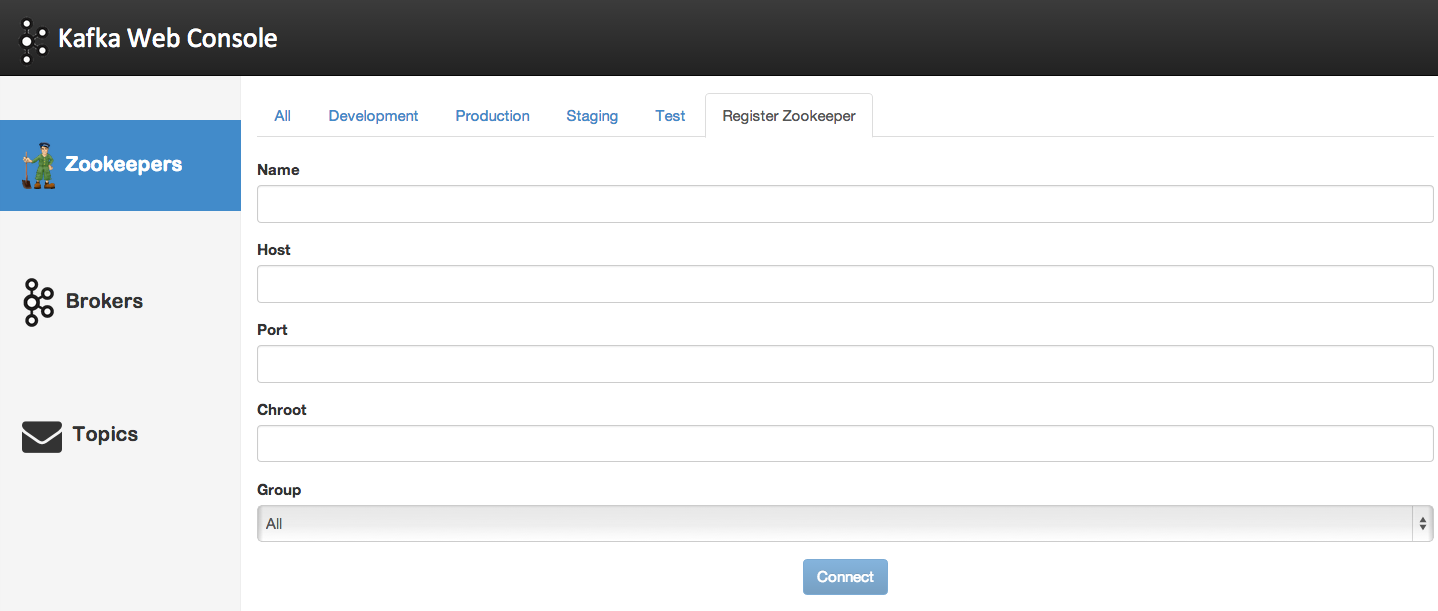 Kafka Web Console
All Development Production Staging Test Register Zookeeper
Zookeepers
Brokers
Topics
Name
Host
Port
Chroot
Group
All
Connect